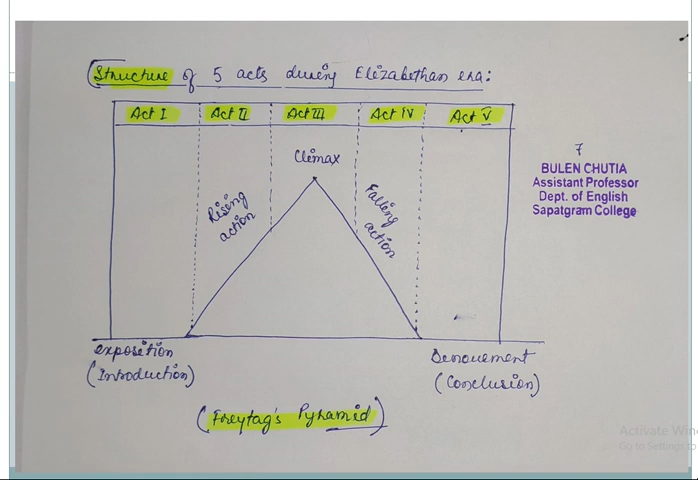 Structure of 5 acts during Elizabethan era:
Act I Act II Act III Act IV Act V
Climax
Rising
action
Falling
action
exposition
(Introduction)
Denouement
(Conclusion)
(Freytag's Pyramid)
7
BULEN CHUTIA
Assistant Professor
Dept. of English
Sapatgram College
Activate Win
Go to Settings to